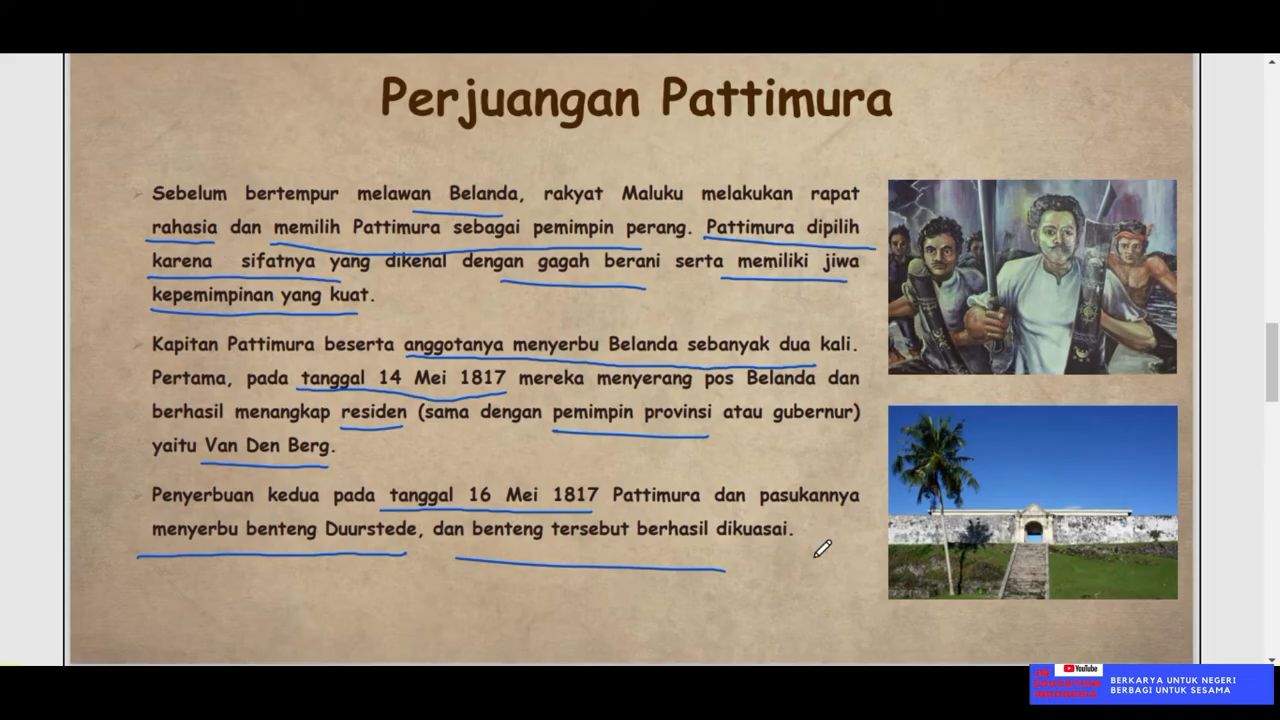 Perjuangan Pattimura
Sebelum bertempur melawan Belanda, rakyat Maluku melakukan rapat
rahasia dan memilih Pattimura sebagai pemimpin perang. Pattimura dipilih
karena sifatnya yang dikenal dengan gagah berani serta memiliki jiwa
kepemimpinan yang kuat.
Kapitan Pattimura beserta anggotanya menyerbu Belanda sebanyak dua kali.
Pertama, pada tanggal 14 Mei 1817 mereka menyerang pos Belanda dan
berhasil menangkap residen (sama dengan pemimpin provinsi atau gubernur)
yaitu Van Den Berg.
Penyerbuan kedua pada tanggal 16 Mei 1817 Pattimura dan pasukannya
menyerbu benteng Duurstede, dan benteng tersebut berhasil dikuasai.
YouTube
JM
EDUCATION
INDONESIA
BERKARYA UNTUK NEGERI
BERBAGI UNTUK SESAMA